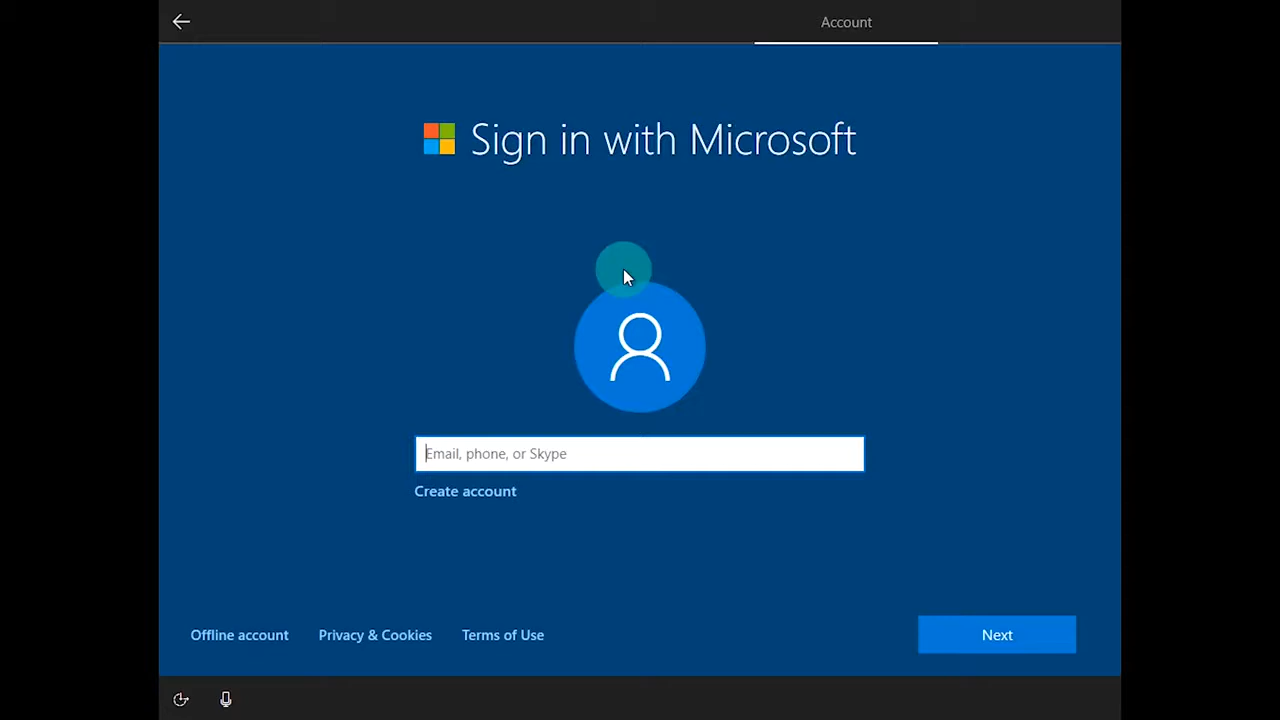 Account
Sign in with Microsoft
Email, phone, or Skype
Create account
Offline account
Privacy & Cookies
Terms of Use
Next